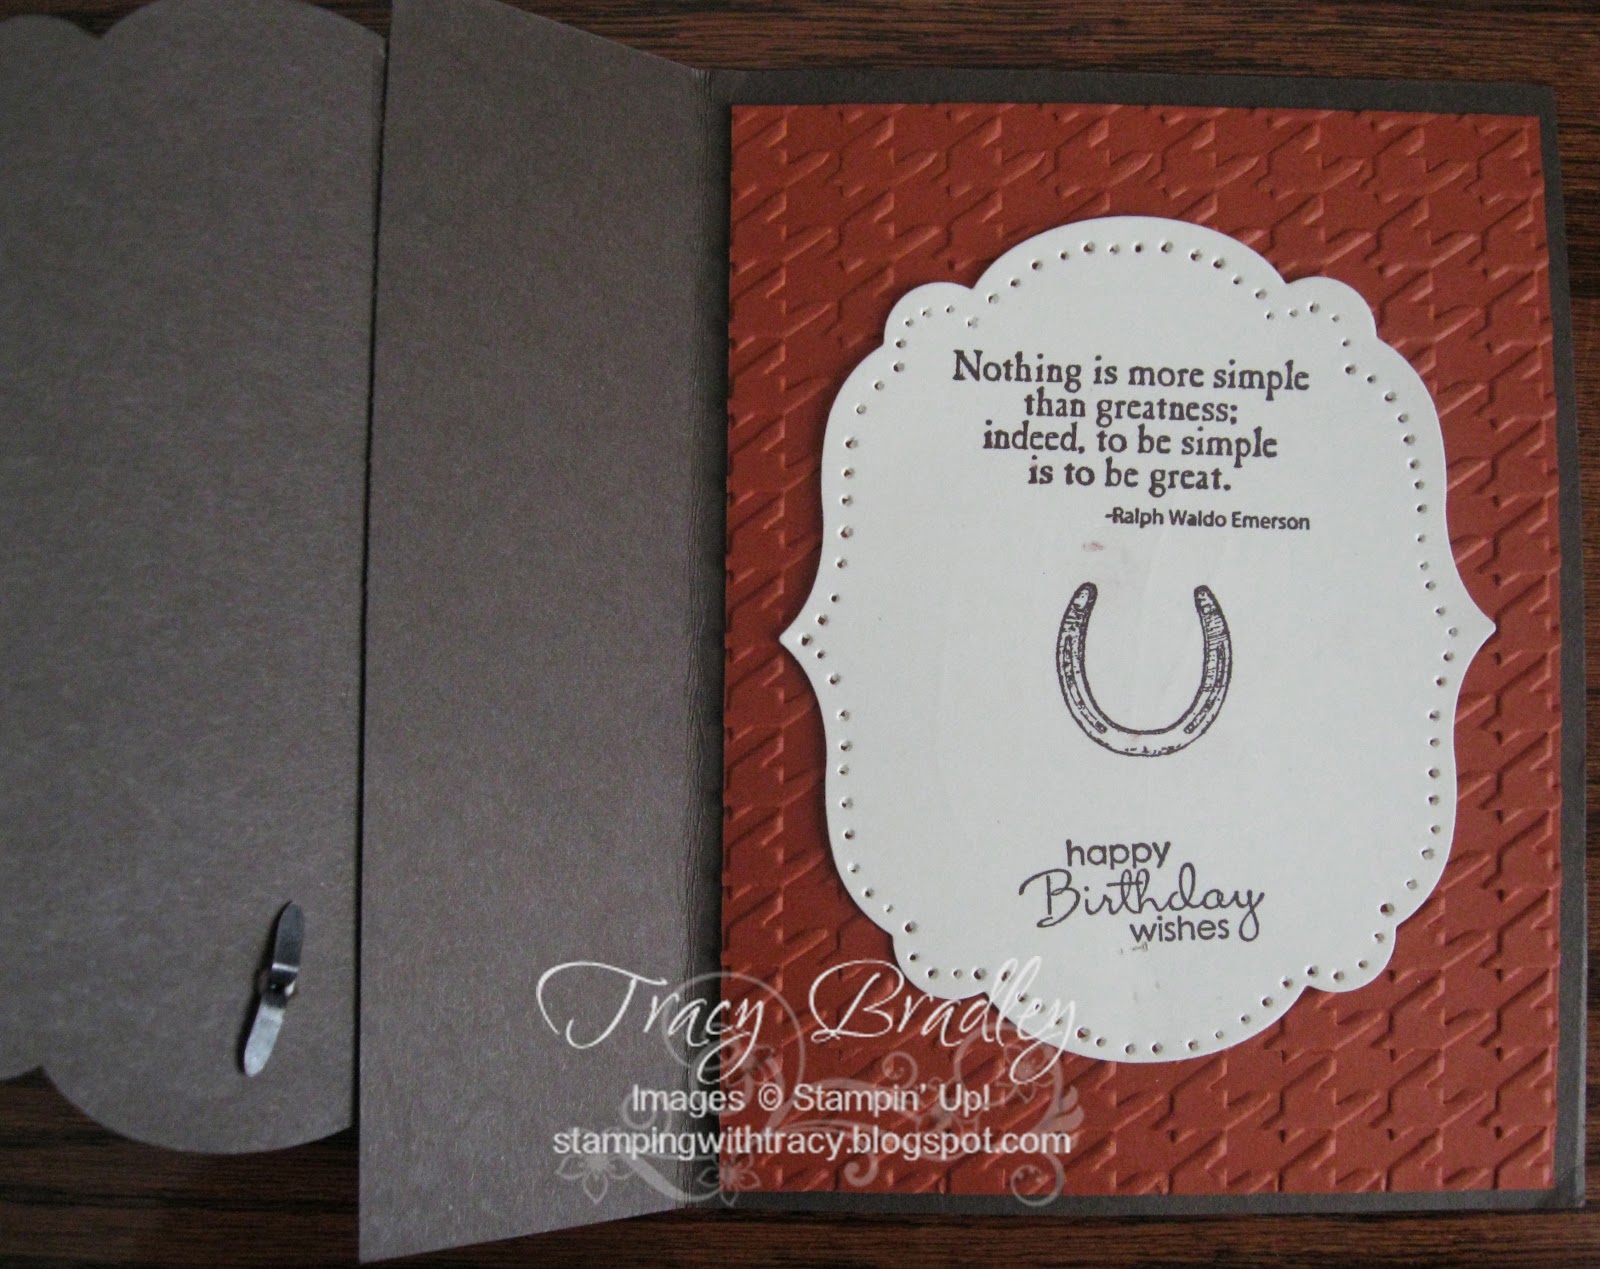 Nothing is more simple
than greatness;
indeed, to be simple
is to be great.
-Ralph Waldo Emerson
happy
Birthday
wishes
Tracy Bradley
Images © Stampin' Up!
stampingwithtracy.blogspot.com